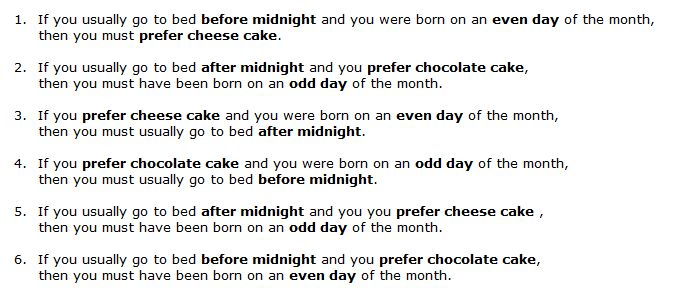 1. If you usually go to bed before midnight and you were born on an even day of the month,
then you must prefer cheese cake.
2. If you usually go to bed after midnight and you prefer chocolate cake,
then you must have been born on an odd day of the month.
3. If you prefer cheese cake and you were born on an even day of the month,
then you must usually go to bed after midnight.
4. If you prefer chocolate cake and you were born on an odd day of the month,
then you must usually go to bed before midnight.
5. If you usually go to bed after midnight and you you prefer cheese cake ,
then you must have been born on an odd day of the month.
6. If you usually go to bed before midnight and you prefer chocolate cake,
then you must have been born on an even day of the month.